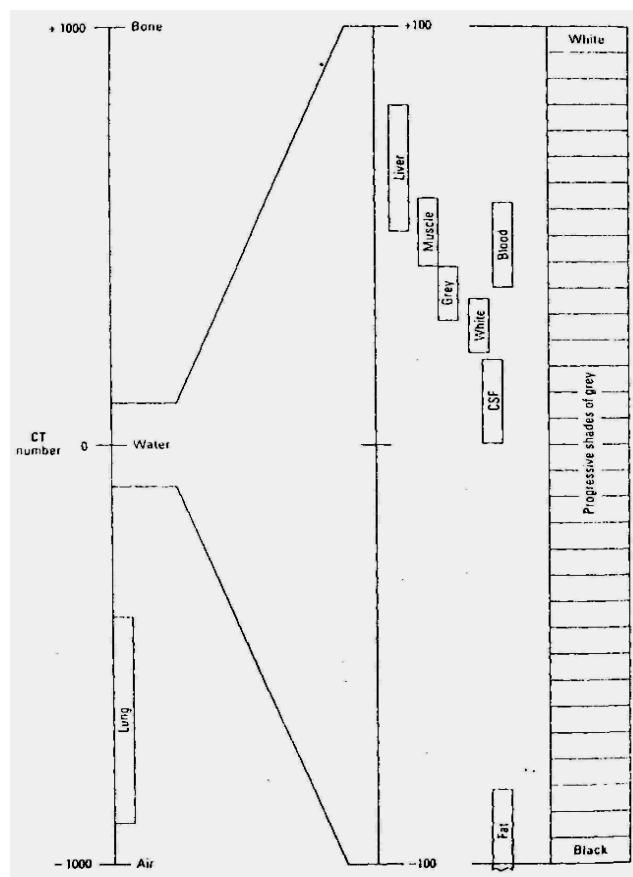 + 1000 Bone
+100
White
Liver
Muscle
Blood
Grey
White
CSF
Progressive shades of grey
CT
number
0 Water
Lung
Fat
Black
- 1000 Air
-100